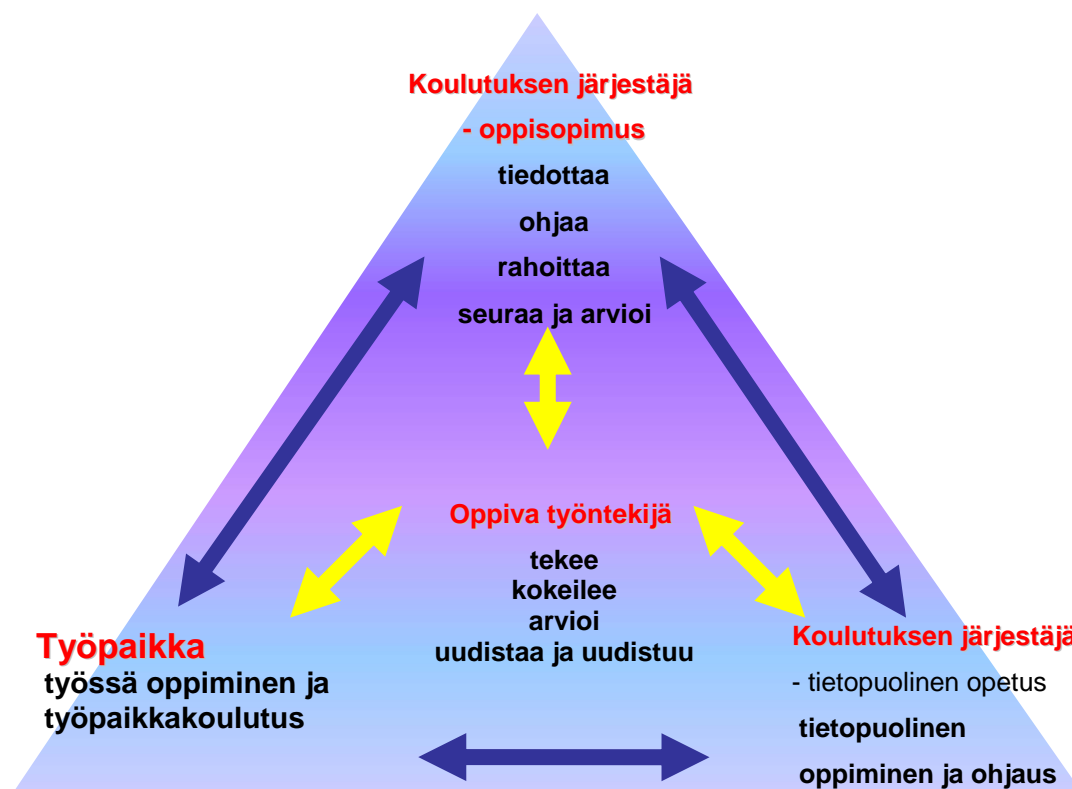 Koulutuksen järjestäjä
- oppisopimus
tiedottaa
ohjaa
rahoittaa
seuraa ja arvioi
Oppiva työntekijä
tekee
kokeilee
arvioi
uudistaa ja uudistuu
Työpaikka
työssä oppiminen ja
työpaikkakoulutus
Koulutuksen järjestäjä
- tietopuolinen opetus
tietopuolinen
oppiminen ja ohjaus